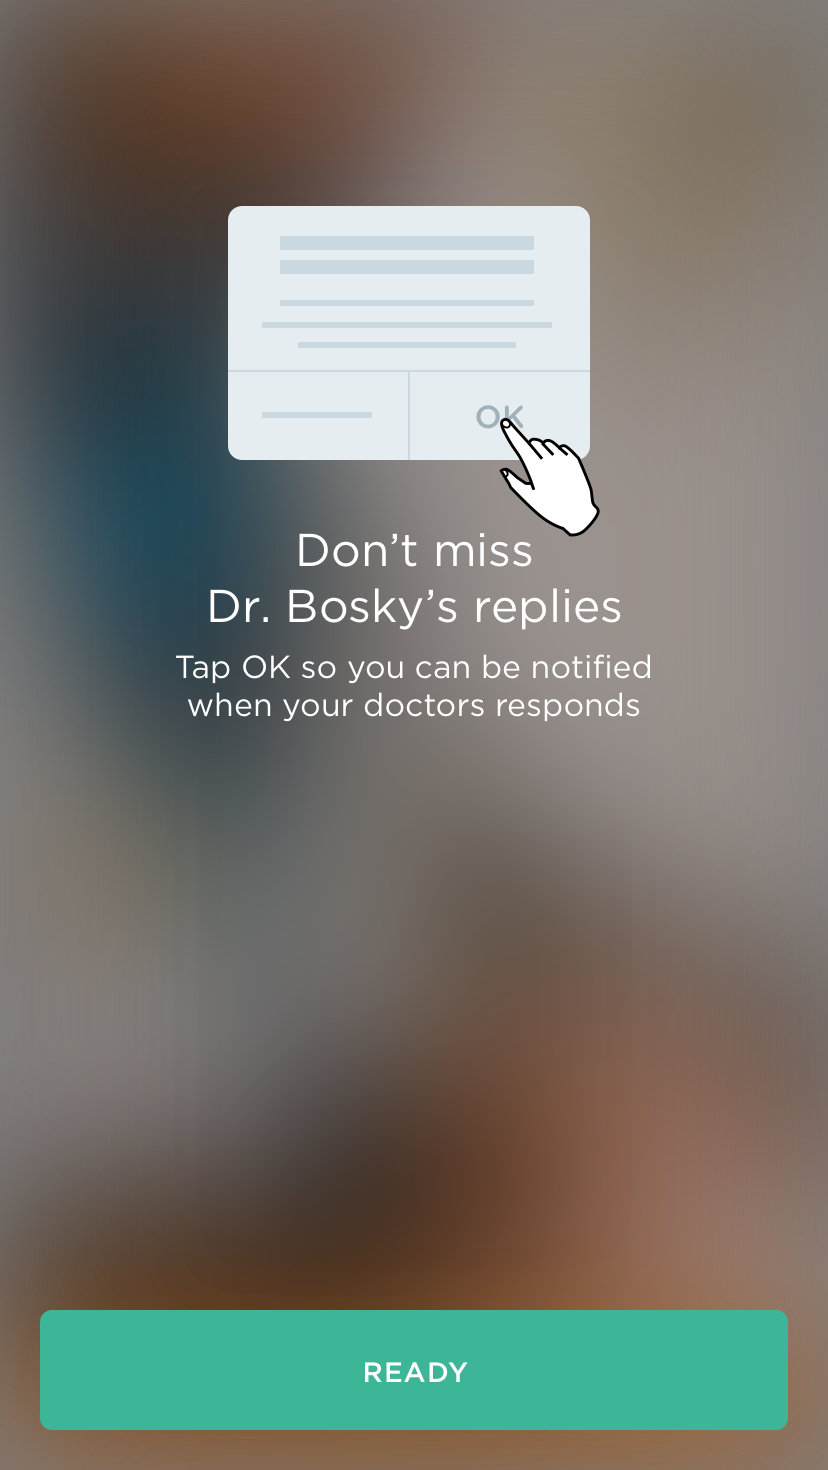 OK
Don’t miss
Dr. Bosky’s replies
Tap OK so you can be notified
when your doctors responds
READY